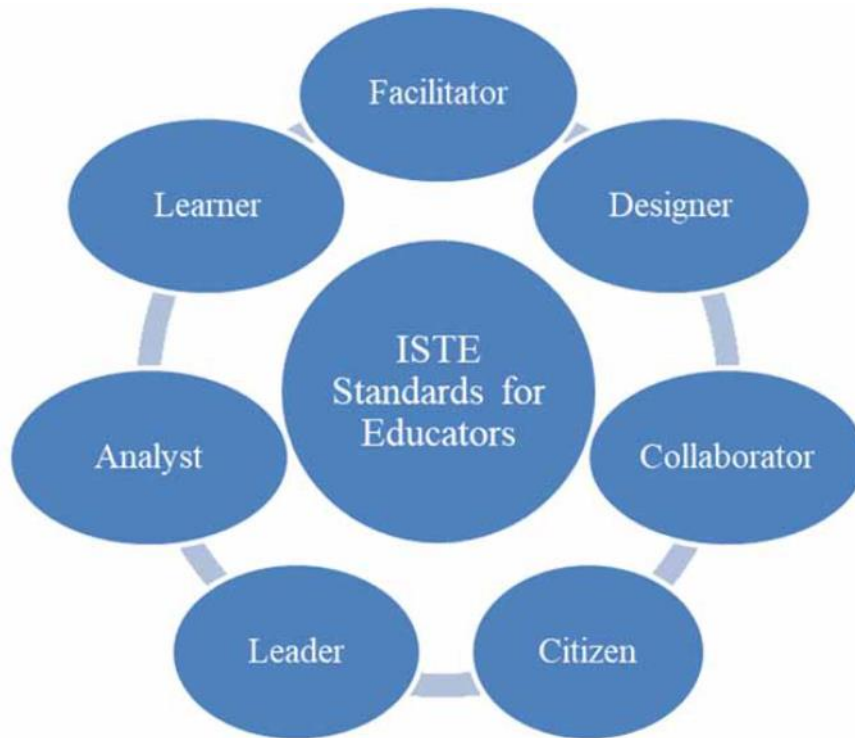 Facilitator
Designer
Collaborator
Citizen
Leader
Analyst
Learner
ISTE
Standards for
Educators